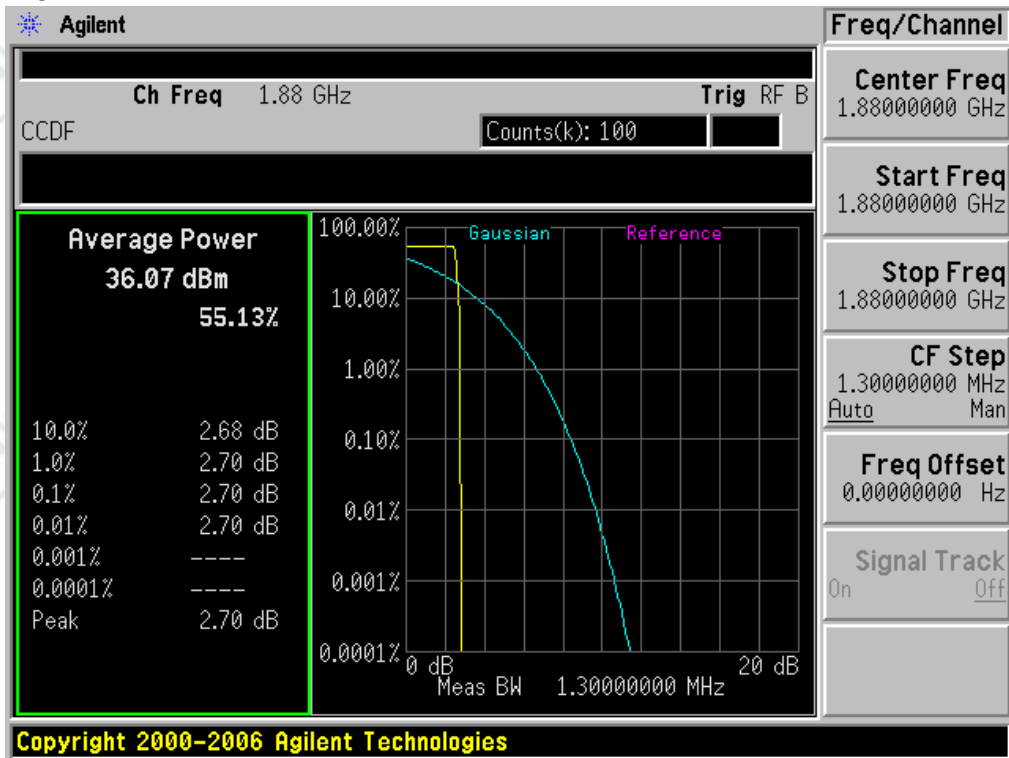 Agilent
Freq/Channel
Ch Freq 1.88 GHz
Trig RF B
CCDF
Counts(k): 100
Average Power
36.07 dBm
55.13%
10.0% 2.68 dB
1.0% 2.70 dB
0.1% 2.70 dB
0.01% 2.70 dB
0.001% ----
0.0001% ----
Peak 2.70 dB
100.00%
Gaussian
Reference
10.00%
1.00%
0.10%
0.01%
0.001%
0.0001%
0 dB
20 dB
Meas BW 1.30000000 MHz
Center Freq
1.88000000 GHz
Start Freq
1.88000000 GHz
Stop Freq
1.88000000 GHz
CF Step
1.30000000 MHz
Auto Man
Freq Offset
0.00000000 Hz
Signal Track
On Off
Copyright 2000-2006 Agilent Technologies